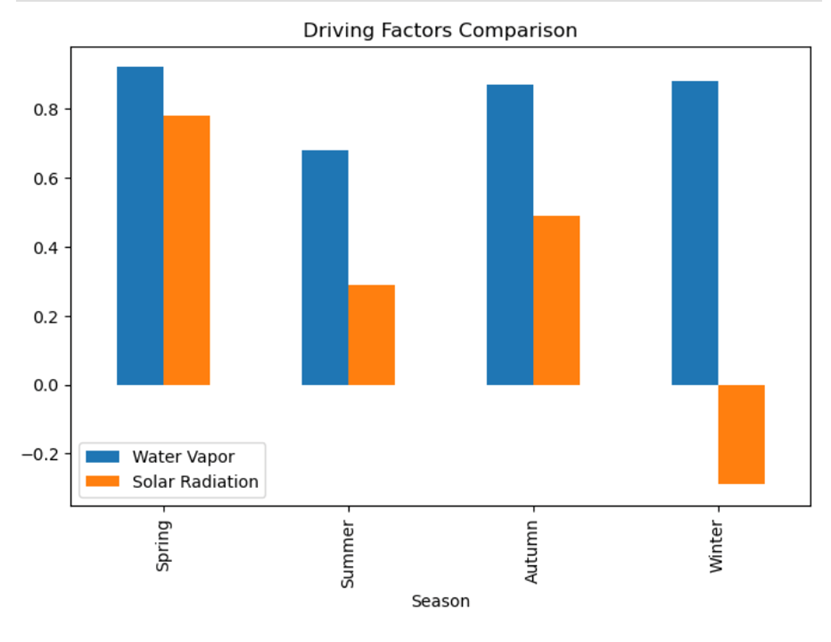 Driving Factors Comparison
0.8
0.6
0.4
0.2
0.0
−0.2
Water Vapor
Solar Radiation
Spring
Summer
Autumn
Winter
Season